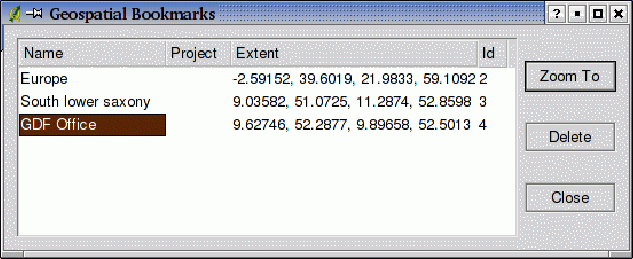 Geospatial Bookmarks
Name Project Extent Id
Europe -2.59152, 39.6019, 21.9833, 59.1092 2
South lower saxony 9.03582, 51.0725, 11.2874, 52.8598 3
GDF Office 9.62746, 52.2877, 9.89658, 52.5013 4
Zoom To
Delete
Close